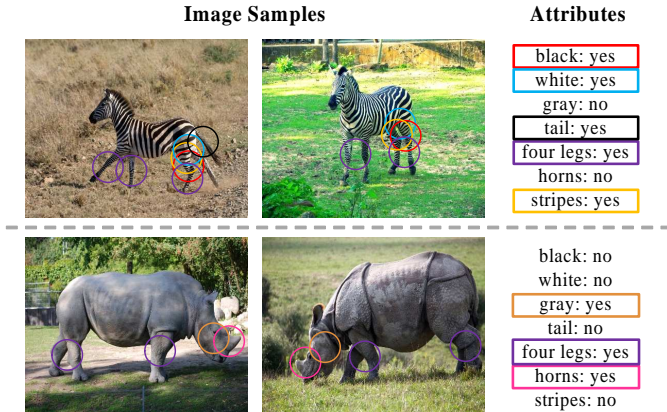 Image Samples
Attributes
black: yes
white: yes
gray: no
tail: yes
four legs: yes
horns: no
stripes: yes
black: no
white: no
gray: yes
tail: no
four legs: yes
horns: yes
stripes: no